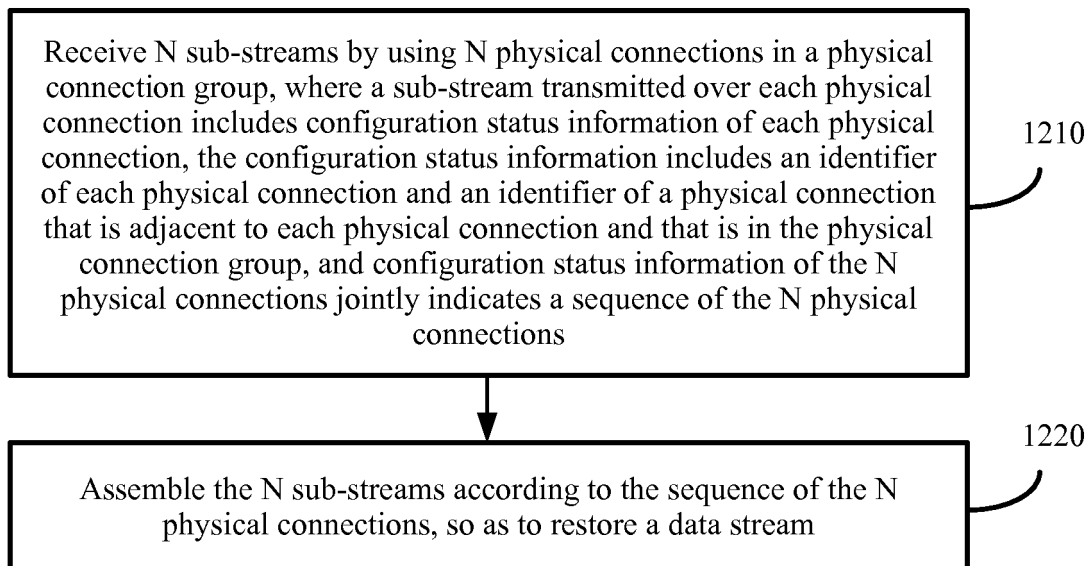 Receive N sub-streams by using N physical connections in a physical
connection group, where a sub-stream transmitted over each physical
connection includes configuration status information of each physical
connection, the configuration status information includes an identifier
of each physical connection and an identifier of a physical connection
that is adjacent to each physical connection and that is in the physical
connection group, and configuration status information of the N
physical connections jointly indicates a sequence of the N physical
connections
1210
Assemble the N sub-streams according to the sequence of the N
physical connections, so as to restore a data stream
1220